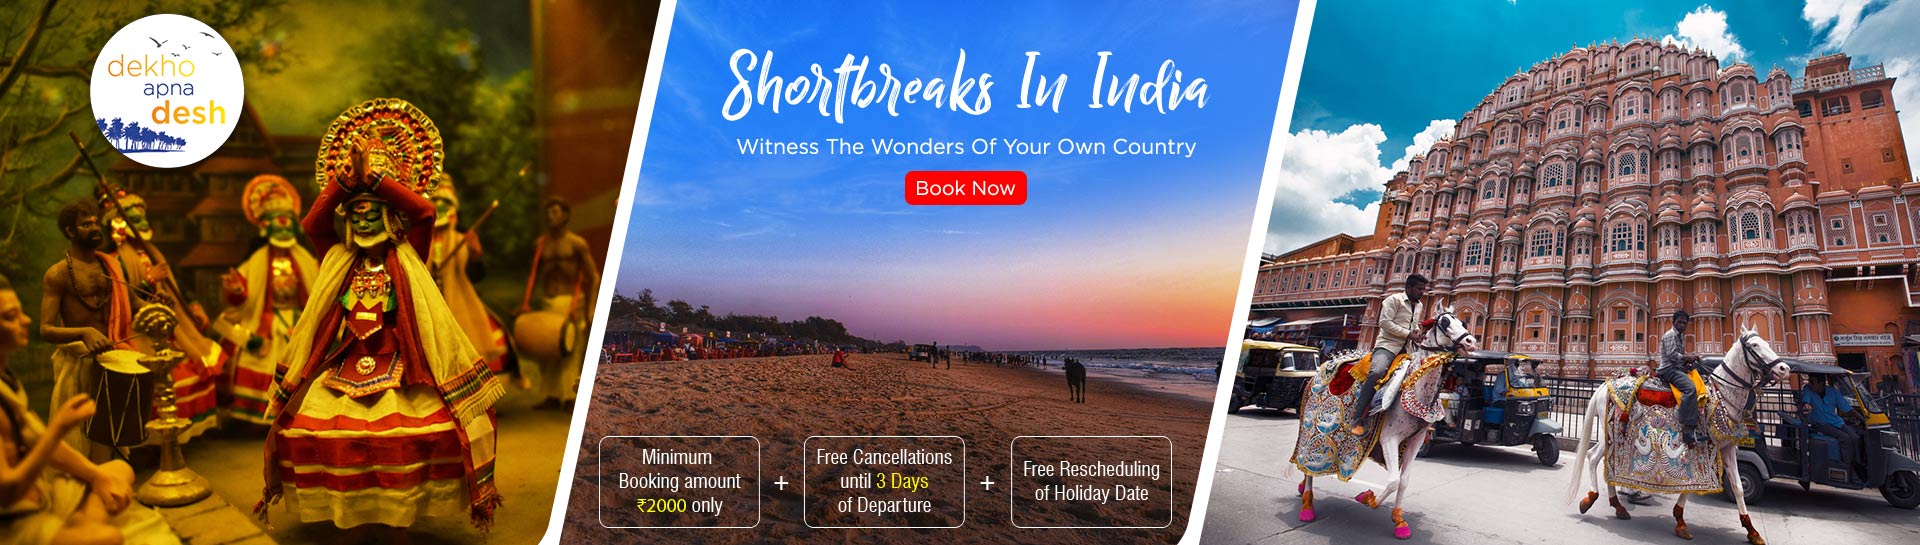 dekho
apna
desh
Shortbreaks In India
Witness The Wonders Of Your Own Country
Book Now
Minimum
Booking amount
₹2000 only
+
Free Cancellations
until 3 Days
of Departure
+
Free Rescheduling
of Holiday Date